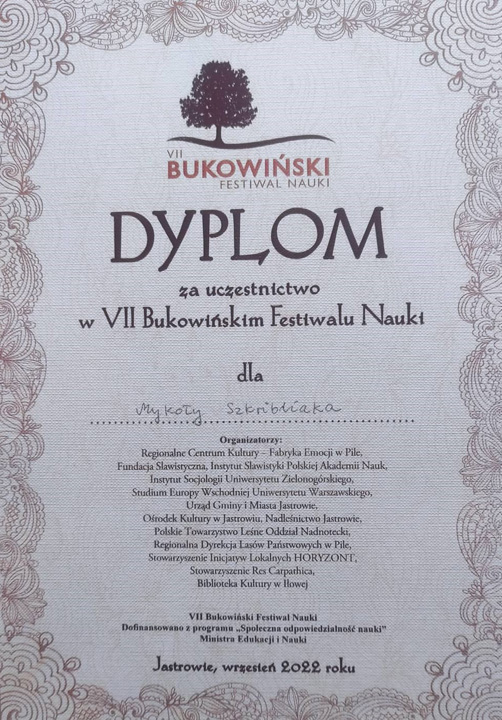 VII
BUKOWIŃSKI
FESTIWAL NAUKI
DYPLOM
za uczestnictwo
w VII Bukowińskim Festiwalu Nauki
dla
Mykoły Szkribliaka
Organizatorzy:
Regionalne Centrum Kultury – Fabryka Emocji w Pile,
Fundacja Slawistyczna, Instytut Slawistyki Polskiej Akademii Nauk,
Instytut Socjologii Uniwersytetu Zielonogórskiego,
Studium Europy Wschodniej Uniwersytetu Warszawskiego,
Urząd Gminy i Miasta Jastrowie,
Ośrodek Kultury w Jastrowiu, Nadleśnictwo Jastrowie,
Polskie Towarzystwo Leśne Oddział Nadnotecki,
Regionalna Dyrekcja Lasów Państwowych w Pile,
Stowarzyszenie Inicjatyw Lokalnych HORYZONT,
Stowarzyszenie Res Carpathica,
Biblioteka Kultury w Iłowej
VII Bukowiński Festiwal Nauki
Dofinansowano z programu „Społeczna odpowiedzialność nauki”
Ministra Edukacji i Nauki
Jastrowie, wrzesień 2022 roku